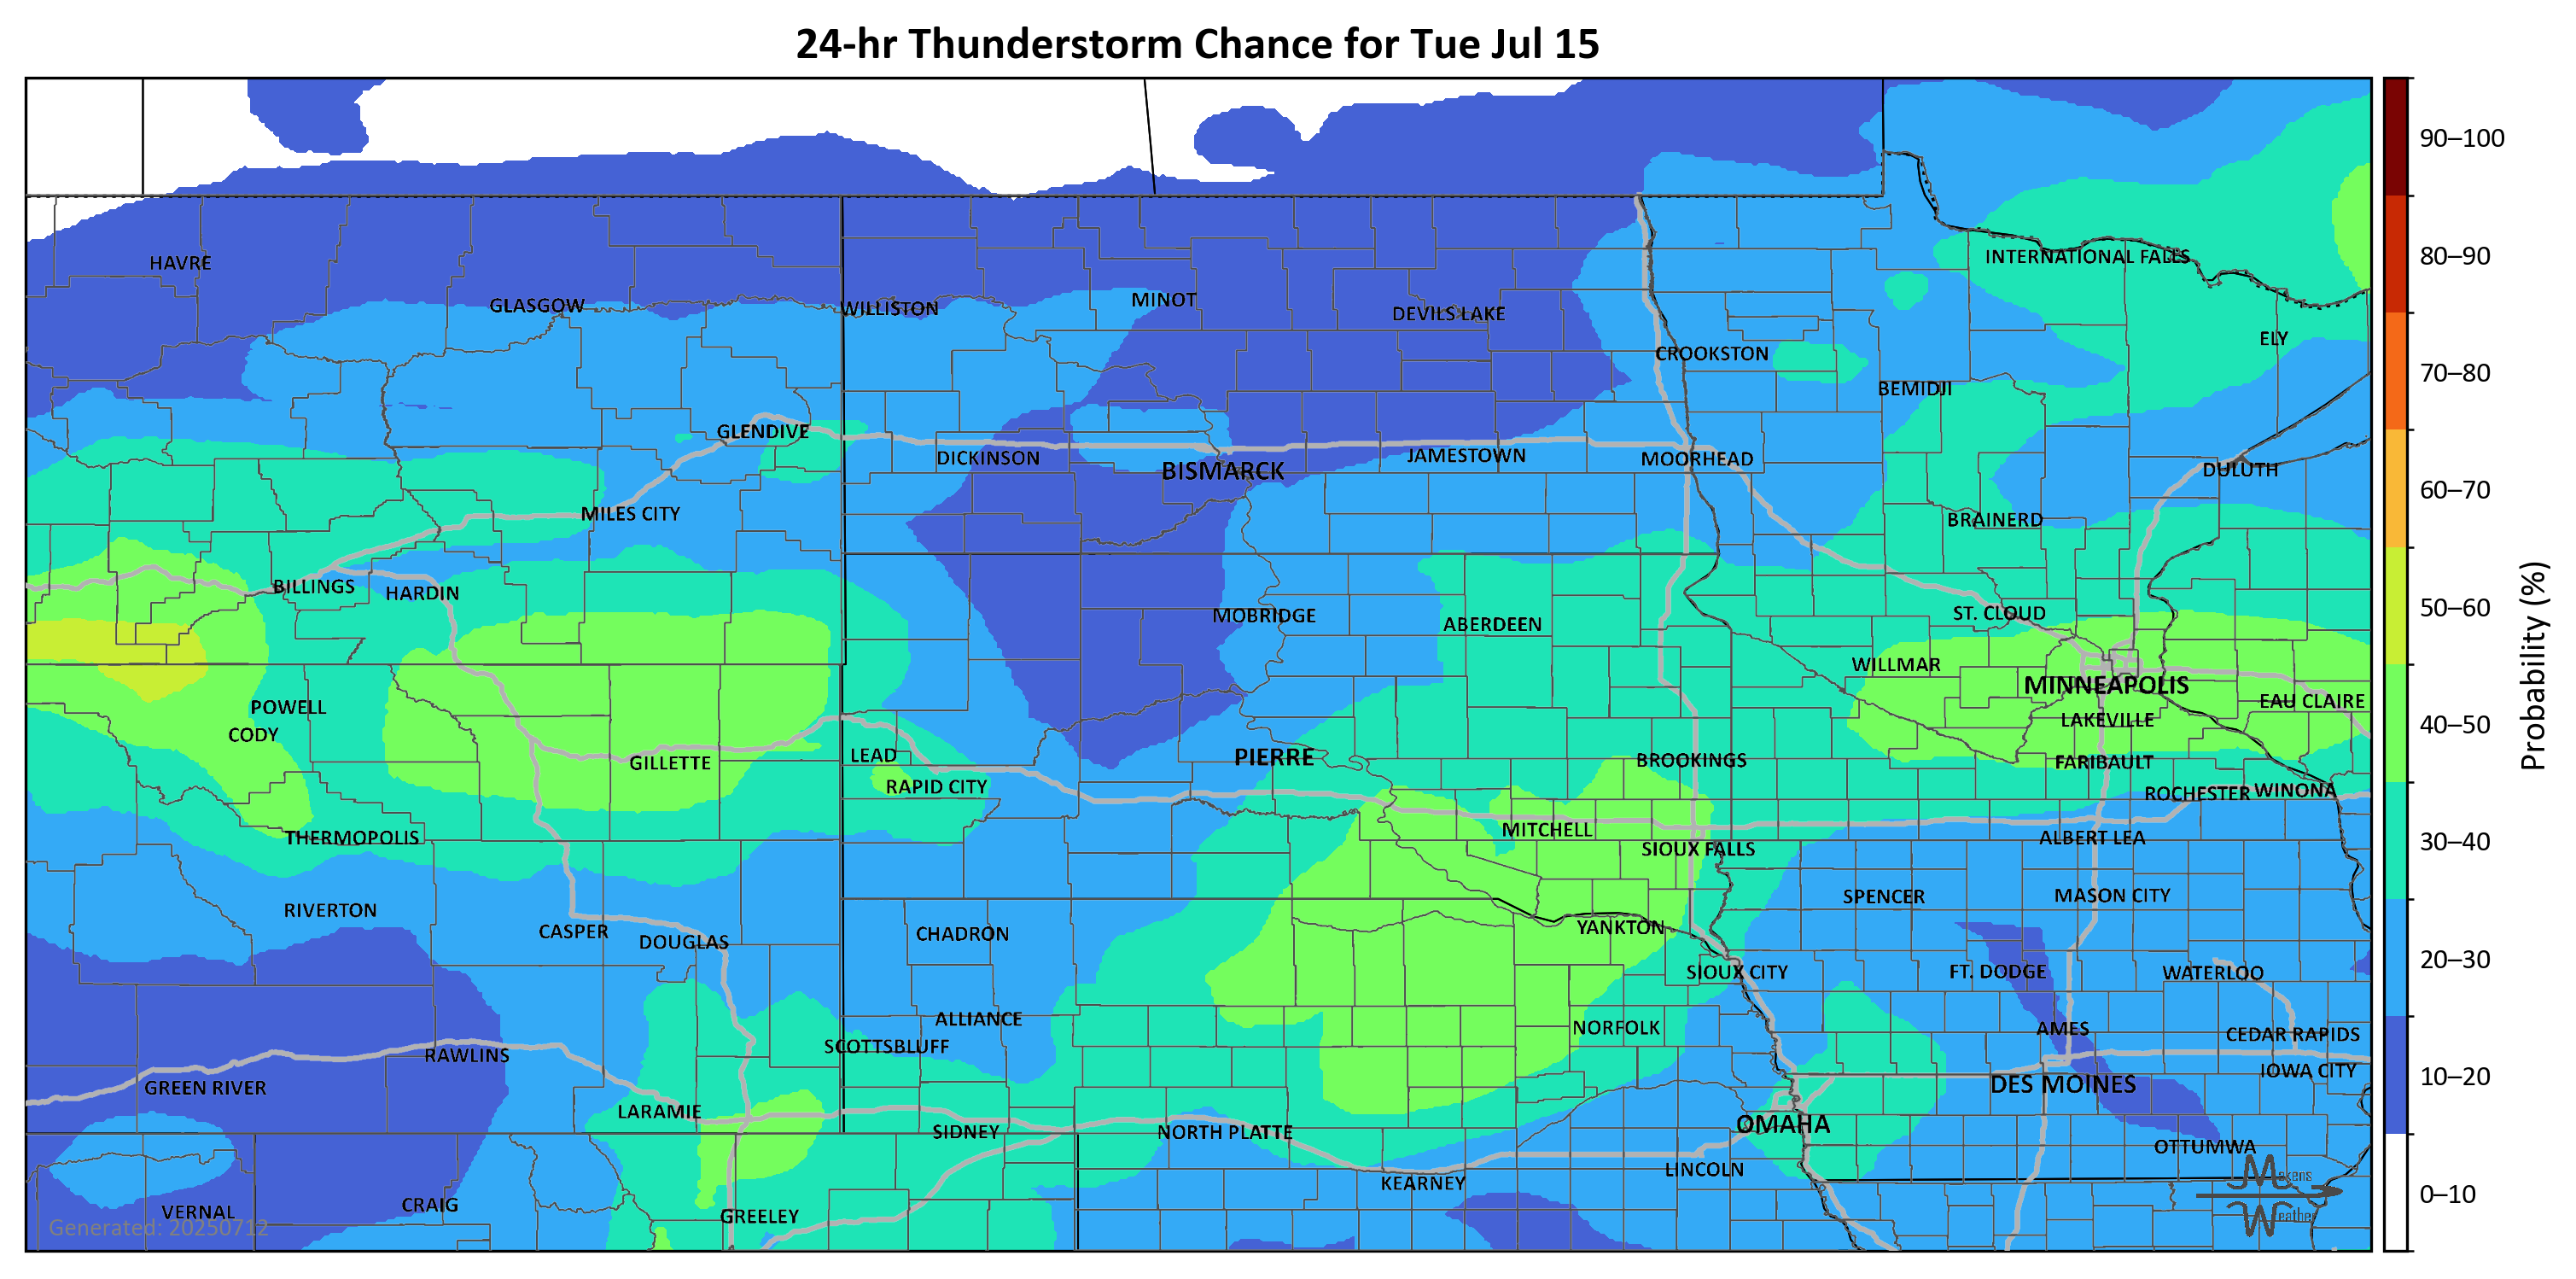 24-hr Thunderstorm Chance for Tue Jul 15
90–100
HAVRE
INTERNATIONAL FALLS
80–90
GLASGOW
WILLISTON
MINOT
DEVILS LAKE
ELY
CROOKSTON
70–80
BEMIDJI
GLENDIVE
DICKINSON
BISMARCK
JAMESTOWN
MOORHEAD
DULUTH
60–70
MILES CITY
BRAINERD
BILLINGS
HARDIN
MOBRIDGE
ABERDEEN
ST. CLOUD
50–60
WILLMAR
MINNEAPOLIS
POWELL
EAU CLAIRE
CODY
LAKEVILLE
40–50
Probability (%)
LEAD
PIERRE
BROOKINGS
FARIBAULT
GILLETTE
RAPID CITY
ROCHESTER
WINONA
THERMOPOLIS
MITCHELL
ALBERT LEA
30–40
SIOUX FALLS
RIVERTON
SPENCER
MASON CITY
CASPER
DOUGLAS
CHADRON
YANKTON
20–30
SIOUX CITY
FT. DODGE
WATERLOO
ALLIANCE
NORFOLK
AMES
CEDAR RAPIDS
RAWLINS
SCOTTSBLUFF
IOWA CITY
10–20
GREEN RIVER
DES MOINES
LARAMIE
OMAHA
SIDNEY
NORTH PLATTE
OTTUMWA
LINCOLN
KEARNEY
Makens
Weather
0–10
VERNAL
CRAIG
GREELEY
Generated: 20250712